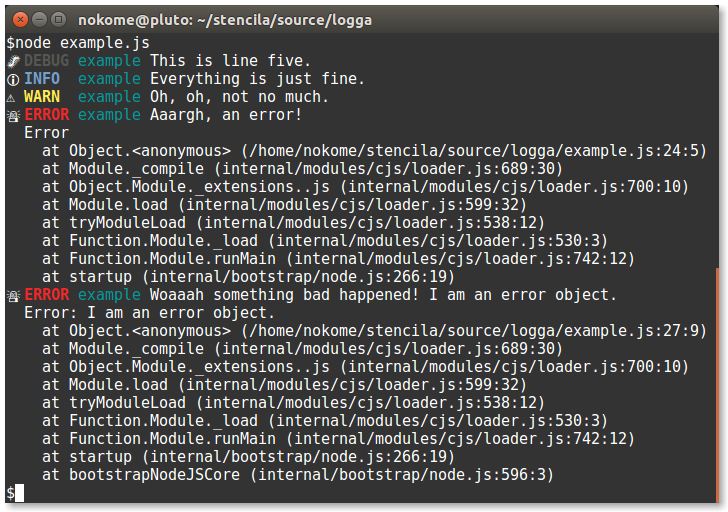 nokome@pluto: ~/stencila/source/logga
$node example.js
DEBUG example This is line five.
INFO example Everything is just fine.
WARN example Oh, oh, not no much.
ERROR example Aaargh, an error!
Error
at Object.<anonymous> (/home/nokome/stencila/source/logga/example.js:24:5)
at Module._compile (internal/modules/cjs/loader.js:689:30)
at Object.Module._extensions..js (internal/modules/cjs/loader.js:700:10)
at Module.load (internal/modules/cjs/loader.js:599:32)
at tryModuleLoad (internal/modules/cjs/loader.js:538:12)
at Function.Module._load (internal/modules/cjs/loader.js:530:3)
at Function.Module.runMain (internal/modules/cjs/loader.js:742:12)
at startup (internal/bootstrap/node.js:266:19)
ERROR example Woaaah something bad happened! I am an error object.
Error: I am an error object.
at Object.<anonymous> (/home/nokome/stencila/source/logga/example.js:27:9)
at Module._compile (internal/modules/cjs/loader.js:689:30)
at Object.Module._extensions..js (internal/modules/cjs/loader.js:700:10)
at Module.load (internal/modules/cjs/loader.js:599:32)
at tryModuleLoad (internal/modules/cjs/loader.js:538:12)
at Function.Module._load (internal/modules/cjs/loader.js:530:3)
at Function.Module.runMain (internal/modules/cjs/loader.js:742:12)
at startup (internal/bootstrap/node.js:266:19)
at bootstrapNodeJSCore (internal/bootstrap/node.js:596:3)
$